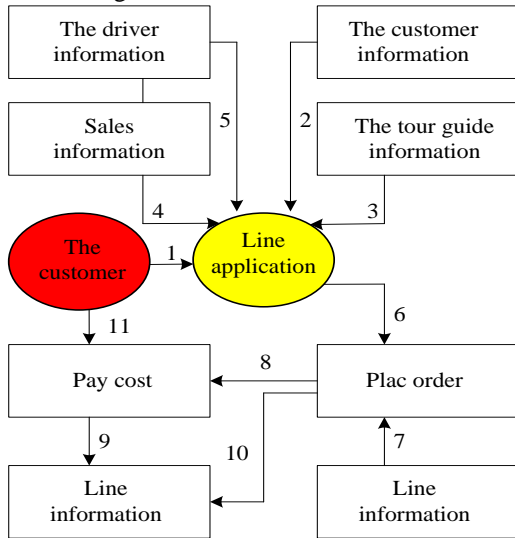 The driver
information
The customer
information
5
2
Sales
information
The tour guide
information
4
3
The
customer
1
Line
application
11
6
Pay cost
8
Plac order
9
10
7
Line
information
Line
information